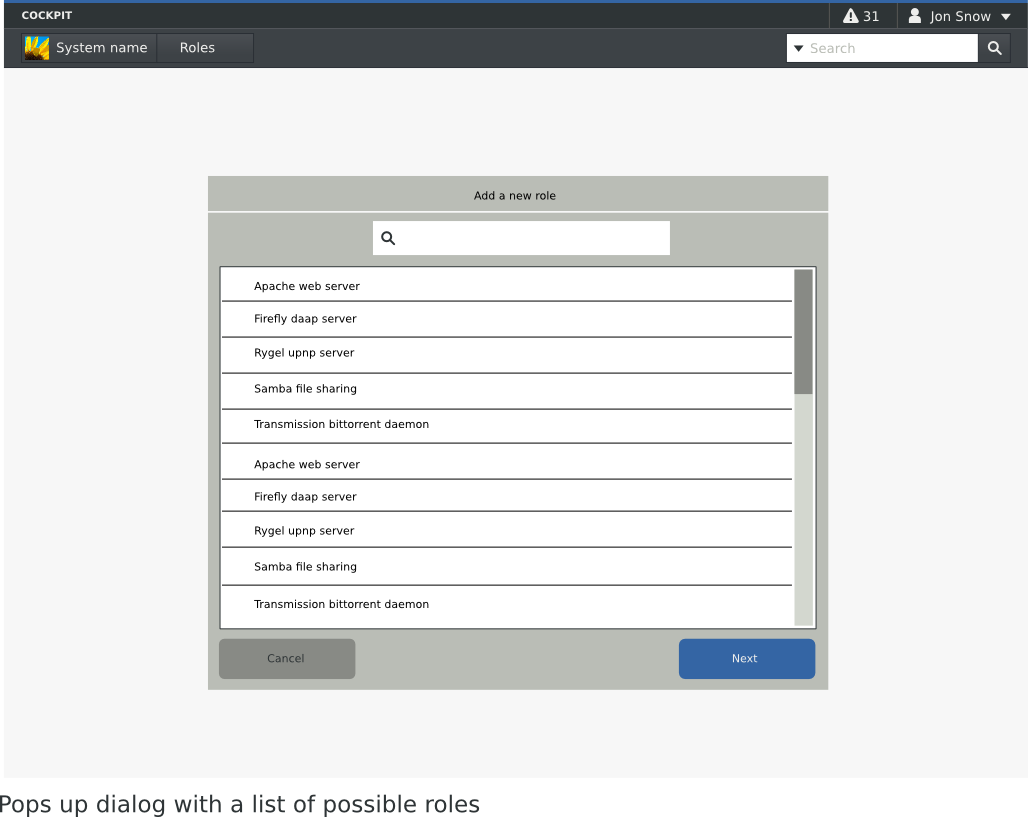 COCKPIT
31
Jon Snow
System name
Roles
Search
Add a new role
Apache web server
Firefly daap server
Rygel upnp server
Samba file sharing
Transmission bittorrent daemon
Apache web server
Firefly daap server
Rygel upnp server
Samba file sharing
Transmission bittorrent daemon
Cancel
Next
Pops up dialog with a list of possible roles